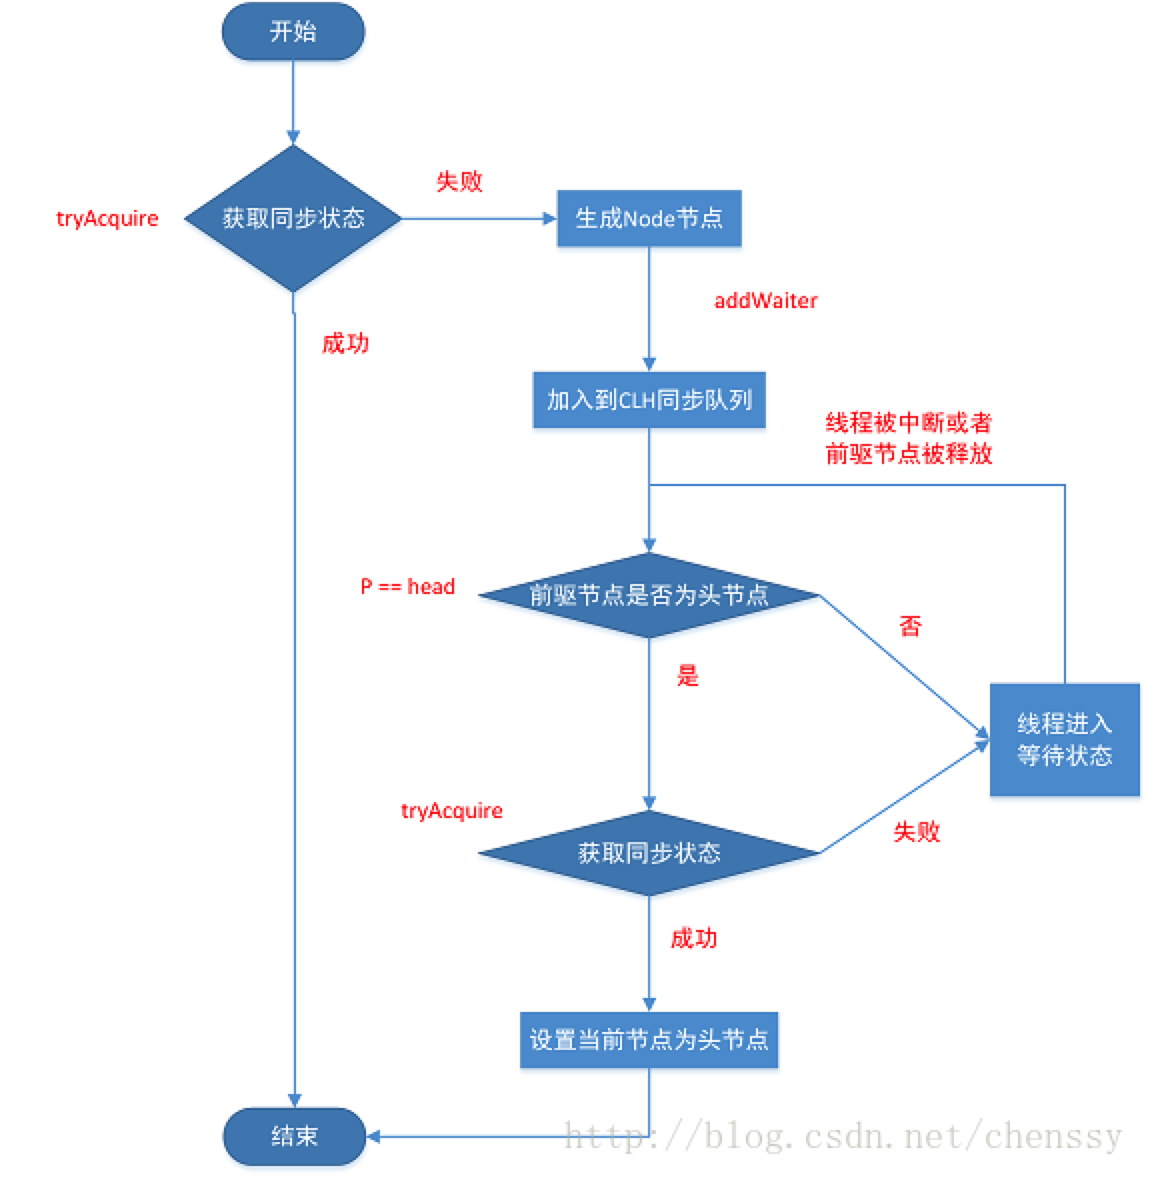 开始
失败
tryAcquire
获取同步状态
生成Node节点
addWaiter
成功
加入到CLH同步队列
线程被中断或者
前驱节点被释放
P == head
前驱节点是否为头节点
否
是
线程进入
等待状态
tryAcquire
失败
获取同步状态
成功
设置当前节点为头节点
结束
http://blog.csdn.net/chenssy